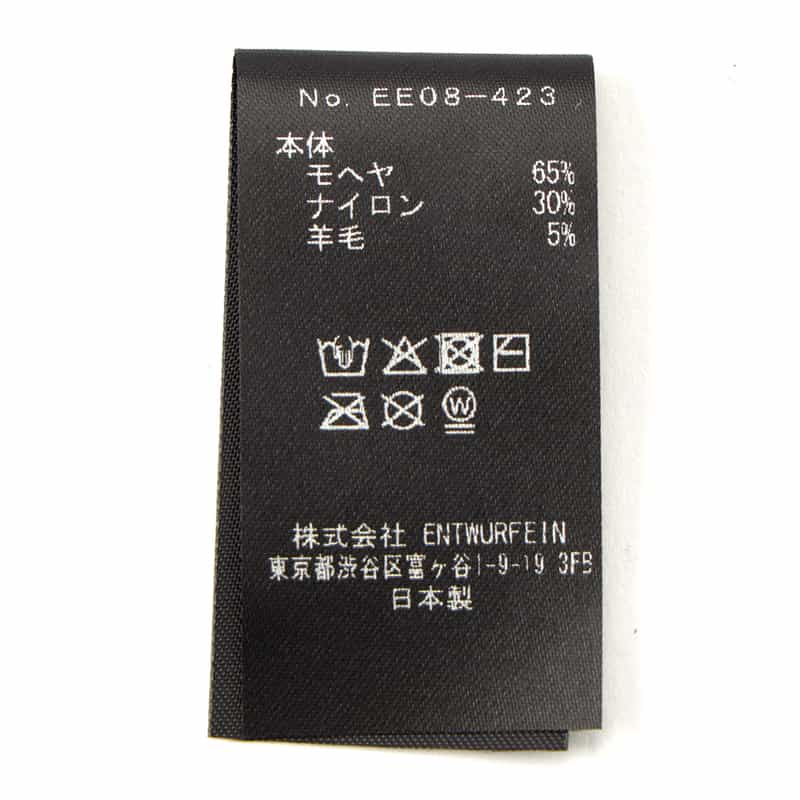 No. EE08-423
本体
モヘヤ 65%
ナイロン 30%
羊毛 5%
W
株式会社 ENTWURFEIN
東京都渋谷区富ヶ谷1-9-19 3FB
日本製